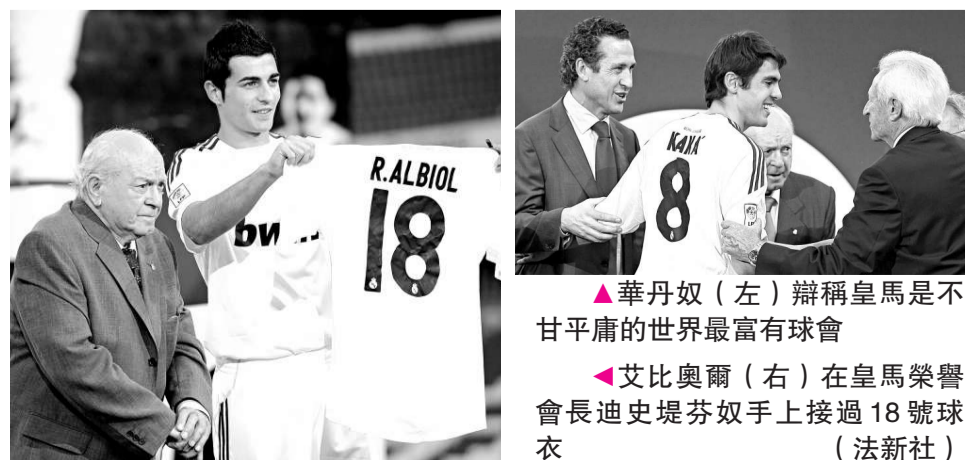 R.ALBIOL
18
KAKA'
8
▲華丹奴（左）辯稱皇馬是不
甘平庸的世界最富有球會
◀艾比奧爾（右）在皇馬榮譽
會長迪史堤芬奴手上接過18號球
衣 （法新社）